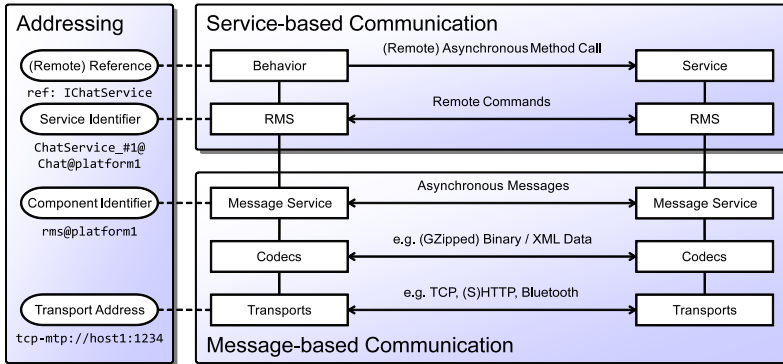 Addressing
Service-based Communication
(Remote) Reference
Behavior
(Remote) Asynchronous Method Call
Service
ref: IChatService
Service Identifier
RMS
Remote Commands
RMS
ChatService_#1@
Chat@platform1
Component Identifier
Message Service
Asynchronous Messages
Message Service
rms@platform1
Codecs
e.g. (GZipped) Binary / XML Data
Codecs
Transport Address
Transports
e.g. TCP, (S)HTTP, Bluetooth
Transports
tcp-mtp://host1:1234
Message-based Communication